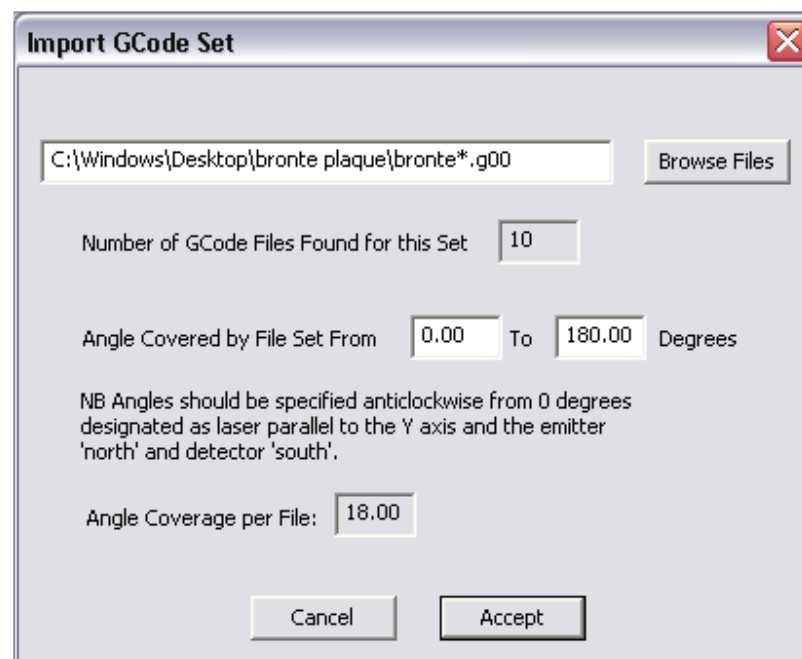 Import GCode Set
C:\Windows\Desktop\bronte plaque\bronte*.g00 Browse Files
Number of GCode Files Found for this Set 10
Angle Covered by File Set From 0.00 To 180.00 Degrees
NB Angles should be specified anticlockwise from 0 degrees
designated as laser parallel to the Y axis and the emitter
'north' and detector 'south'.
Angle Coverage per File: 18.00
Cancel Accept